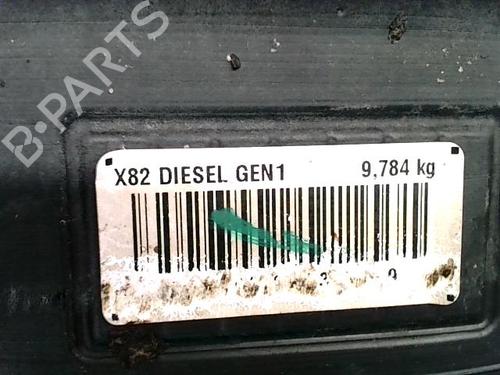 B-PARTS
X82 DIESEL GEN1 9,784 kg